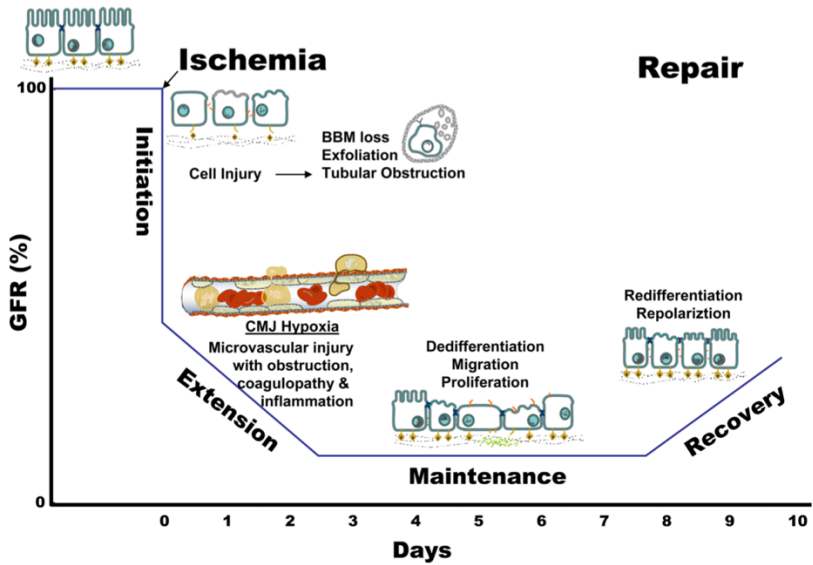 Ischemia
Repair
100
Initiation
BBM loss
Exfoliation
Cell Injury
Tubular Obstruction
GFR (%)
CMJ Hypoxia
Microvascular injury
with obstruction,
coagulopathy &
inflammation
Extension
Dedifferentiation
Migration
Proliferation
Redifferentiation
Repolariztion
Maintenance
Recovery
0
0 1 2 3 4 5 6 7 8 9 10
Days